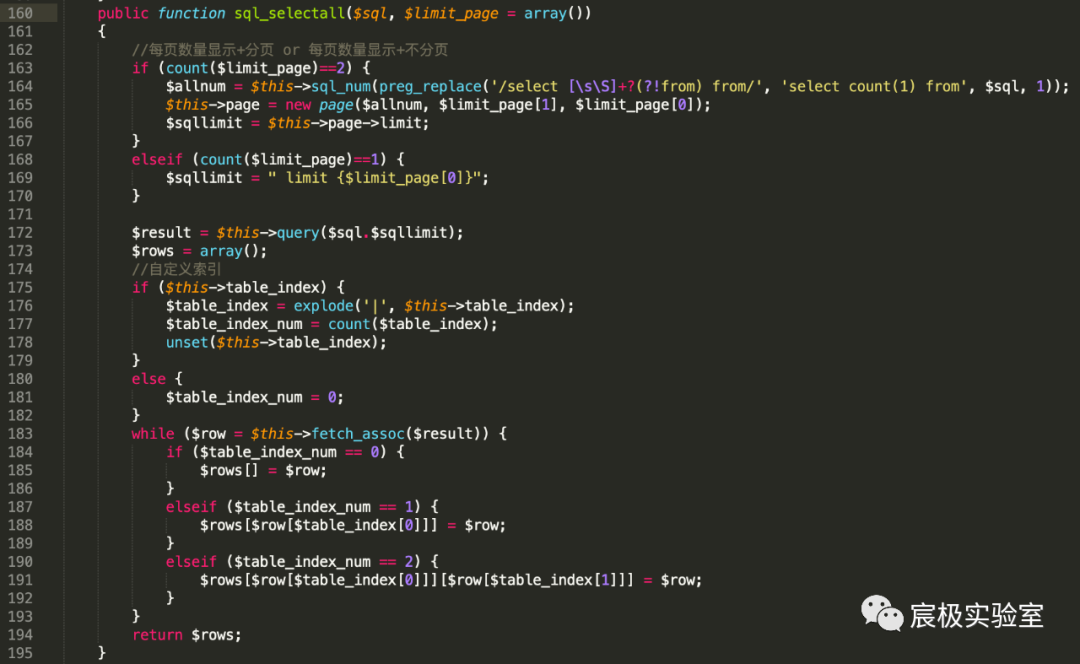 160 public function sql_selectall($sql, $limit_page = array())
161 {
162 //每页数量显示+分页 or 每页数量显示+不分页
163 if (count($limit_page)==2) {
164 $allnum = $this->sql_num(preg_replace('/select [\s\S]+?(?!from) from/', 'select count(1) from', $sql, 1));
165 $this->page = new page($allnum, $limit_page[1], $limit_page[0]);
166 $sqllimit = $this->page->limit;
167 }
168 elseif (count($limit_page)==1) {
169 $sqllimit = " limit {$limit_page[0]}";
170 }
171
172 $result = $this->query($sql.$sqllimit);
173 $rows = array();
174 //自定义索引
175 if ($this->table_index) {
176 $table_index = explode('|', $this->table_index);
177 $table_index_num = count($table_index);
178 unset($this->table_index);
179 }
180 else {
181 $table_index_num = 0;
182 }
183 while ($row = $this->fetch_assoc($result)) {
184 if ($table_index_num == 0) {
185 $rows[] = $row;
186 }
187 elseif ($table_index_num == 1) {
188 $rows[$row[$table_index[0]]] = $row;
189 }
190 elseif ($table_index_num == 2) {
191 $rows[$row[$table_index[0]]][$row[$table_index[1]]] = $row;
192 }
193 }
194 return $rows;
195 }
宸极实验室